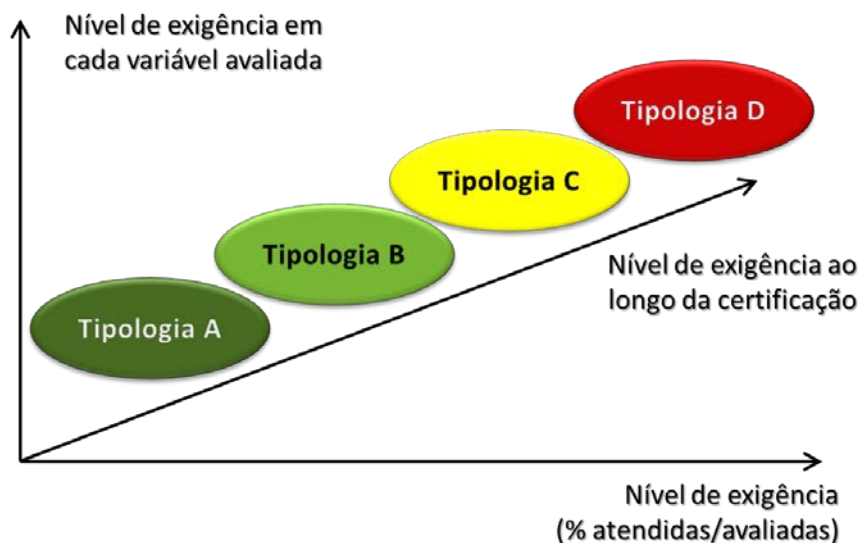 Nível de exigência em
cada variável avaliada
Tipologia D
Tipologia C
Tipologia B
Nível de exigência ao
longo da certificação
Tipologia A
Nível de exigência
(% atendidas/avaliadas)